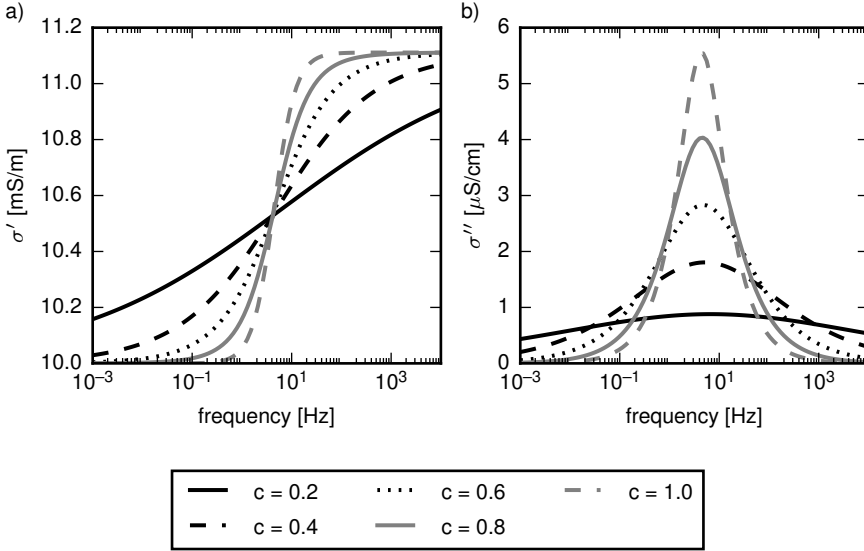 a)
11.2
11.0
10.8
10.6
10.4
10.2
10.0
σ′ [mS/m]
10⁻³ 10⁻¹ 10¹ 10³
frequency [Hz]
b)
6
5
4
3
2
1
0
σ′′ [μS/cm]
10⁻³ 10⁻¹ 10¹ 10³
frequency [Hz]
c = 0.2 c = 0.6 c = 1.0
c = 0.4 c = 0.8